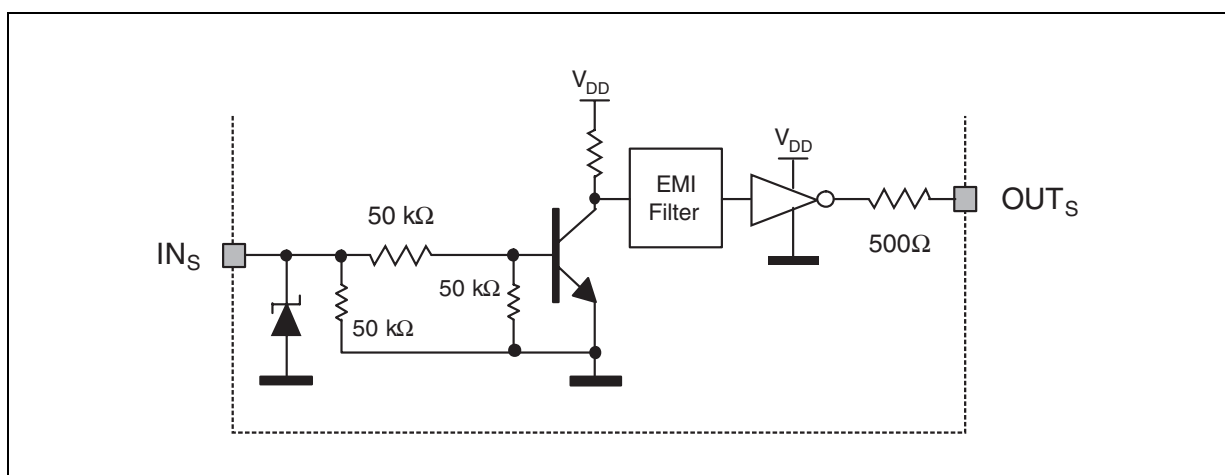 V_DD
V_DD
EMI
Filter
OUT_S
50 kΩ
500Ω
IN_S
50 kΩ
50 kΩ